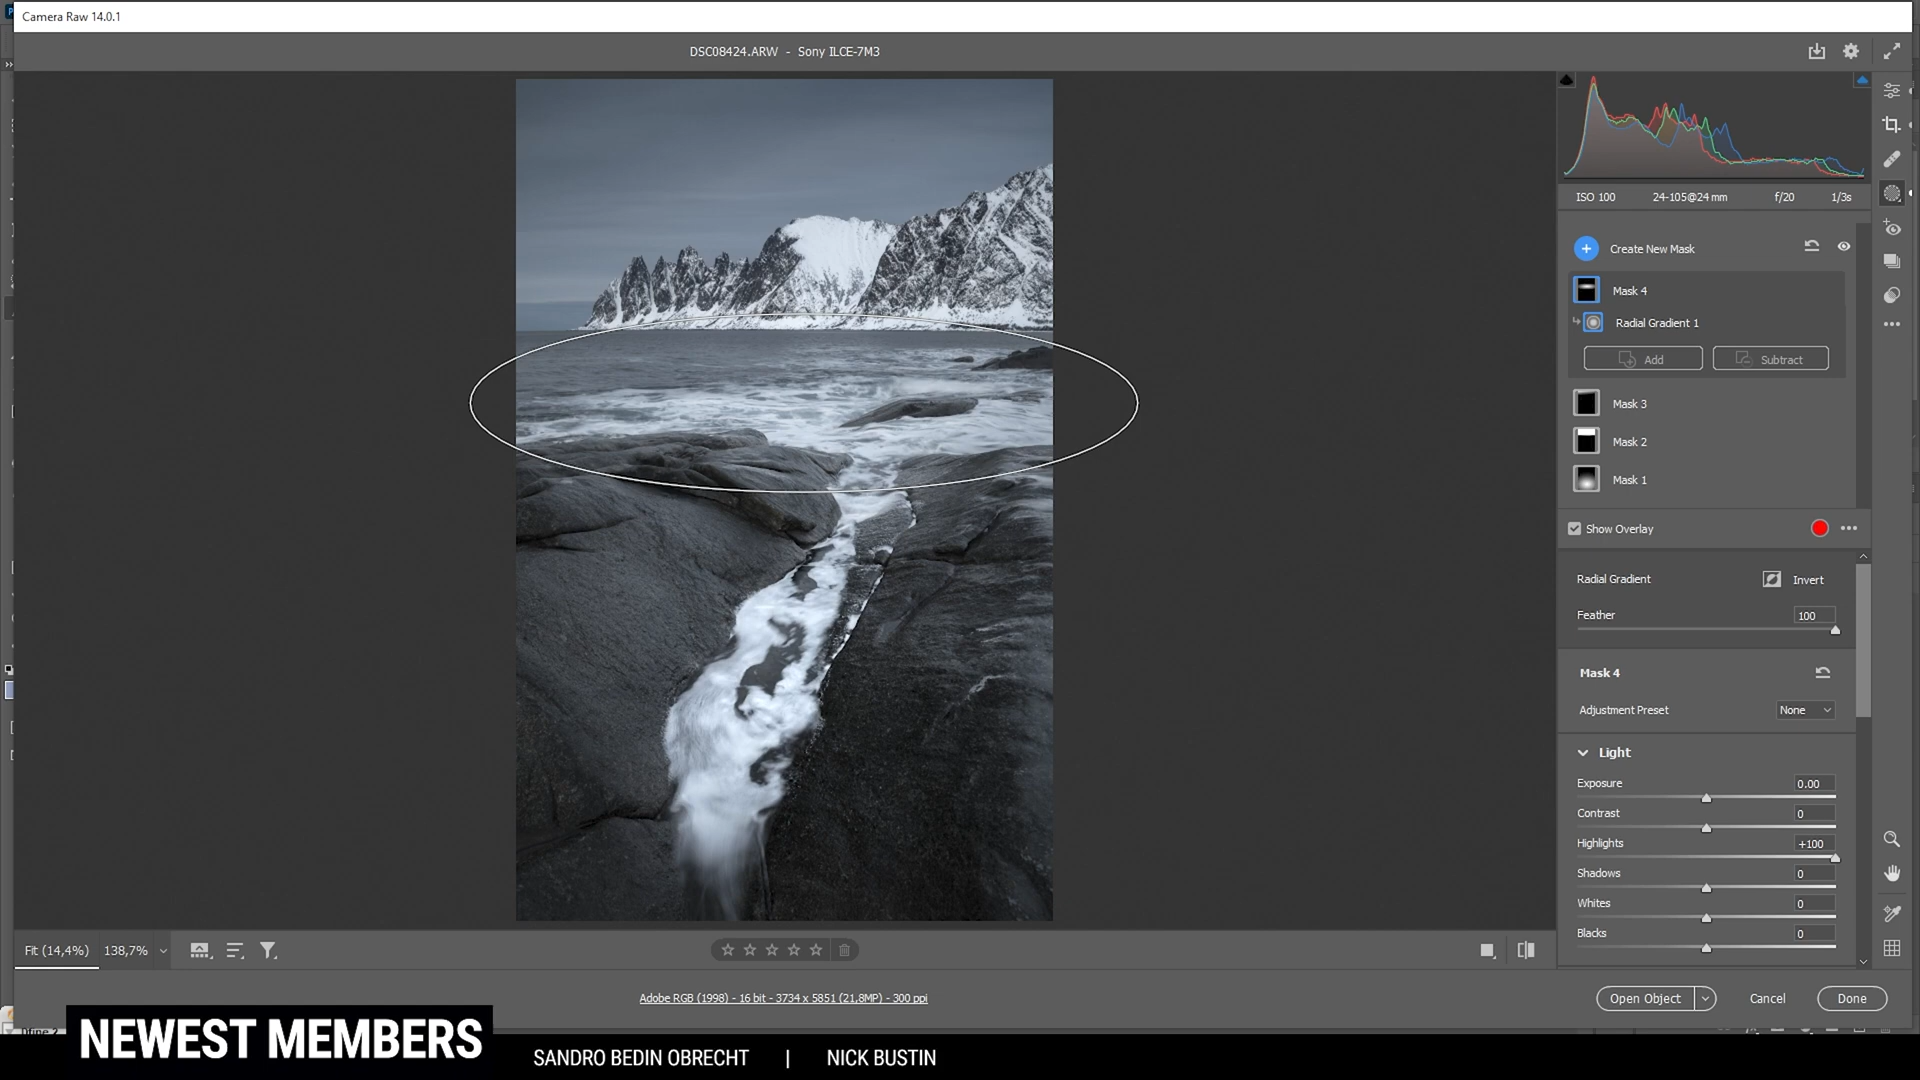 Camera Raw 14.0.1
DSC08424.ARW - Sony ILCE-7M3
ISO 100 24-105@24 mm f/20 1/3s
Create New Mask
Mask 4
Radial Gradient 1
Add Subtract
Mask 3
Mask 2
Mask 1
Show Overlay
Radial Gradient Invert
Feather 100
Mask 4
Adjustment Preset None
Light
Exposure 0.00
Contrast 0
Highlights +100
Shadows 0
Whites 0
Blacks 0
Fit (14,4%) 138,7%
Adobe RGB (1998) - 16 bit - 3734 x 5851 (21,8MP) - 300 ppi
Open Object Cancel Done
NEWEST MEMBERS
SANDRO BEDIN OBRECHT | NICK BUSTIN